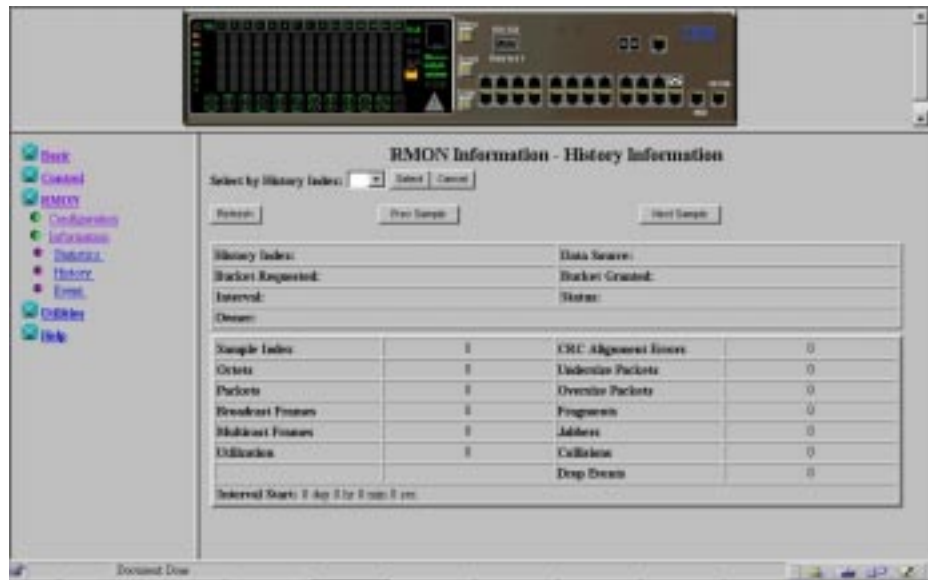 RMON Information - History Information
Select by History Index: Select Cancel
Refresh Prev Sample Next Sample
Basic
Control
RMON
Configuration
Information
Statistics
History
Event
Utilities
Help
History Index: Data Source:
Bucket Requested: Bucket Granted:
Interval: Status:
Owner:
Sample Index 0 CRC Alignment Errors 0
Octets 0 Undersize Packets 0
Packets 0 Oversize Packets 0
Broadcast Frames 0 Fragments 0
Multicast Frames 0 Jabbers 0
Utilization 0 Collisions 0
Drop Events 0
Interval Start: 0 day 0 hr 0 min 0 sec
Document: Done